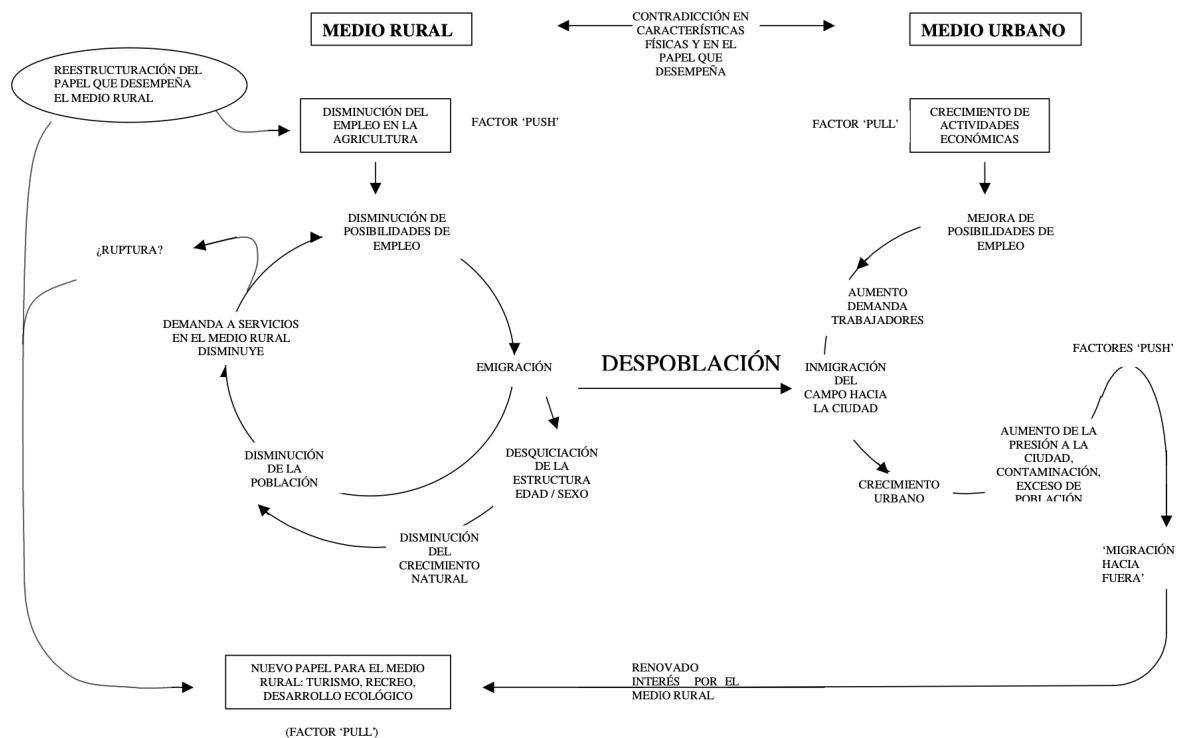 MEDIO RURAL
CONTRADICCIÓN EN
CARACTERÍSTICAS
FÍSICAS Y EN EL
PAPEL QUE
DESEMPEÑA
MEDIO URBANO
REESTRUCTURACIÓN DEL
PAPEL QUE DESEMPEÑA
EL MEDIO RURAL
DISMINUCIÓN DEL
EMPLEO EN LA
AGRICULTURA
FACTOR ‘PUSH’
FACTOR ‘PULL’
CRECIMIENTO DE
ACTIVIDADES
ECONÓMICAS
DISMINUCIÓN DE
POSIBILIDADES DE
EMPLEO
MEJORA DE
POSIBILIDADES DE
EMPLEO
¿RUPTURA?
AUMENTO
DEMANDA
TRABAJADORES
DEMANDA A SERVICIOS
EN EL MEDIO RURAL
DISMINUYE
EMIGRACIÓN
DESPOBLACIÓN
INMIGRACIÓN
DEL
CAMPO HACIA
LA CIUDAD
FACTORES ‘PUSH’
DISMINUCIÓN
DE LA
POBLACIÓN
DESQUICIACIÓN
DE LA
ESTRUCTURA
EDAD / SEXO
CRECIMIENTO
URBANO
AUMENTO DE LA
PRESIÓN A LA
CIUDAD,
CONTAMINACIÓN,
EXCESO DE
POBLACIÓN
DISMINUCIÓN
DEL
CRECIMIENTO
NATURAL
‘MIGRACIÓN
HACIA
FUERA’
NUEVO PAPEL PARA EL MEDIO
RURAL: TURISMO, RECREO,
DESARROLLO ECOLÓGICO
RENOVADO
INTERÉS POR EL
MEDIO RURAL
(FACTOR ‘PULL’)